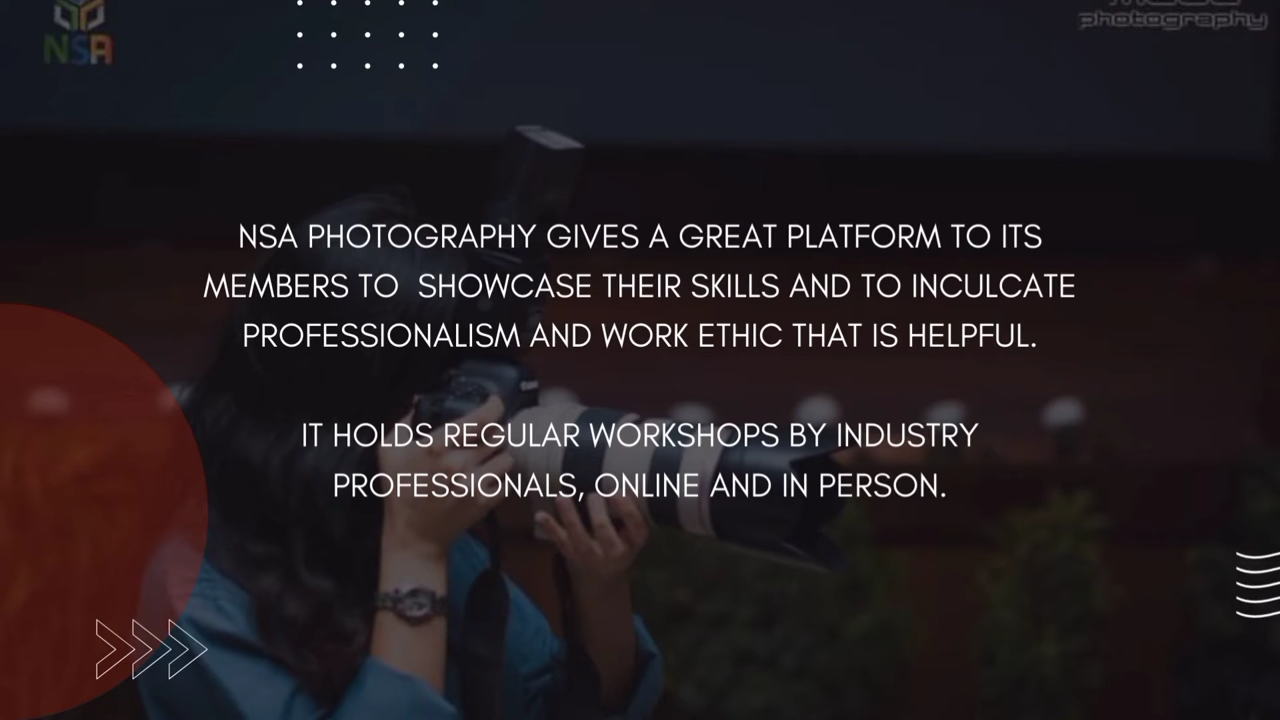 NSA
photography
NSA PHOTOGRAPHY GIVES A GREAT PLATFORM TO ITS
MEMBERS TO  SHOWCASE THEIR SKILLS AND TO INCULCATE
PROFESSIONALISM AND WORK ETHIC THAT IS HELPFUL.
IT HOLDS REGULAR WORKSHOPS BY INDUSTRY
PROFESSIONALS, ONLINE AND IN PERSON.